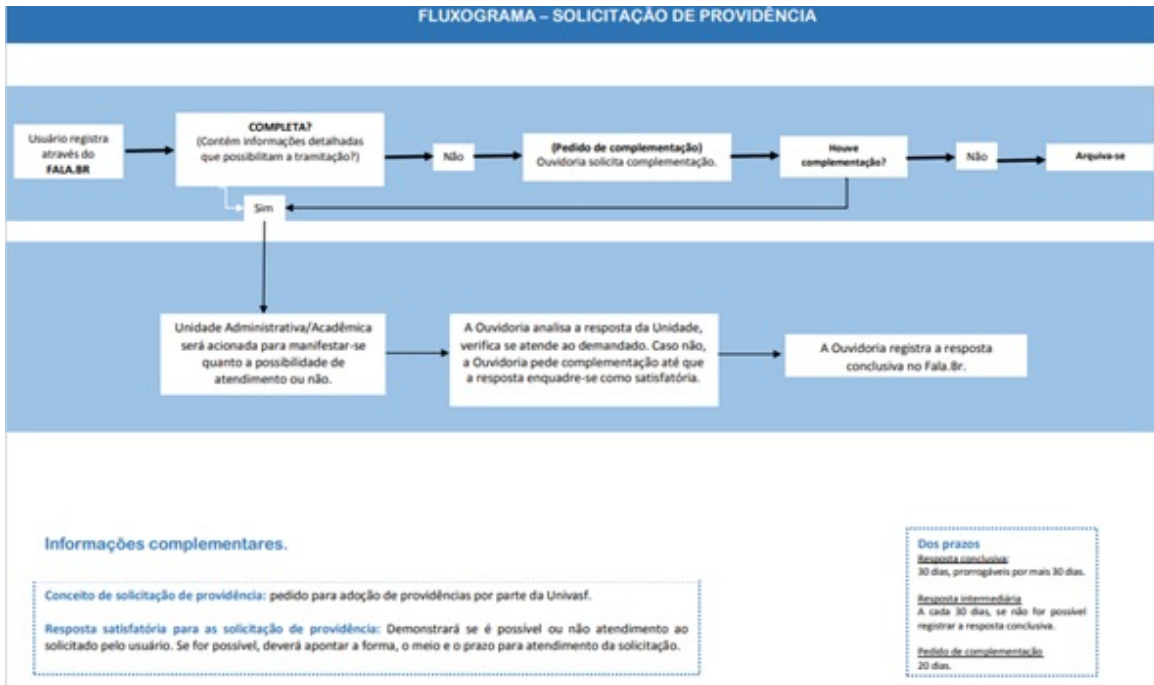 FLUXOGRAMA – SOLICITAÇÃO DE PROVIDÊNCIA
Usuário registra
através do
FALA.BR
COMPLETA?
(Contém informações detalhadas
que possibilitam a tramitação?)
Não
(Pedido de complementação)
Ouvidoria solicita complementação.
Houve
complementação?
Não
Arquiva-se
Sim
Unidade Administrativa/Acadêmica
será acionada para manifestar-se
quanto a possibilidade de
atendimento ou não.
A Ouvidoria analisa a resposta da Unidade,
verifica se atende ao demandado. Caso não,
a Ouvidoria pede complementação até que
a resposta enquadre-se como satisfatória.
A Ouvidoria registra a resposta
conclusiva no Fala.Br.
Informações complementares.
Conceito de solicitação de providência: pedido para adoção de providências por parte da Univasf.
Resposta satisfatória para as solicitação de providência: Demonstrará se é possível ou não atendimento ao
solicitado pelo usuário. Se for possível, deverá apontar a forma, o meio e o prazo para atendimento da solicitação.
Dos prazos
Resposta conclusiva:
30 dias, prorrogáveis por mais 30 dias.
Resposta intermediária
A cada 30 dias, se não for possível
registrar a resposta conclusiva.
Pedido de complementação
20 dias.